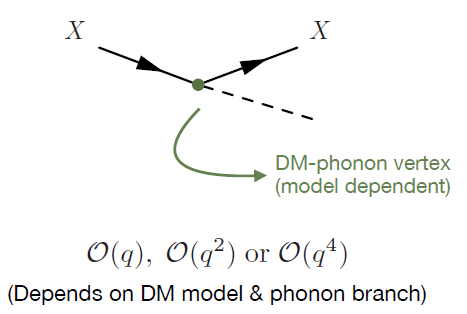 X X
DM-phonon vertex
(model dependent)
𝒪(q), 𝒪(q²) or 𝒪(q⁴)
(Depends on DM model & phonon branch)